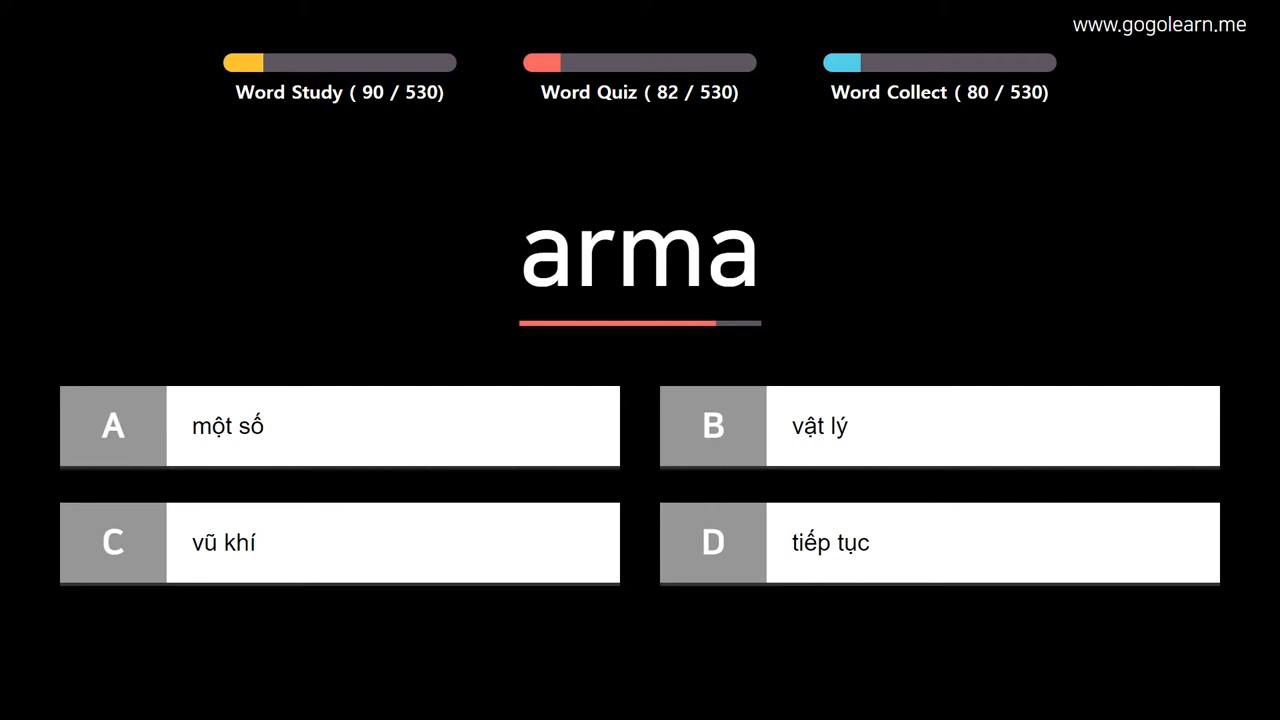 www.gogolearn.me
Word Study ( 90 / 530)
Word Quiz ( 82 / 530)
Word Collect ( 80 / 530)
arma
A
một số
B
vật lý
C
vũ khí
D
tiếp tục